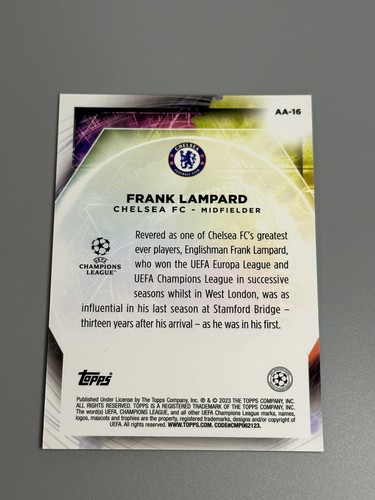 AA-16
CHELSEA
FOOTBALL CLUB
FRANK LAMPARD
CHELSEA FC – MIDFIELDER
Revered as one of Chelsea FC's greatest
ever players, Englishman Frank Lampard,
who won the UEFA Europa League and
UEFA Champions League in successive
seasons whilst in West London, was as
influential in his last season at
Stamford Bridge –
thirteen years after his arrival – as he was in his first.
UEFA
CHAMPIONS
LEAGUE®
Topps®
Published Under License by The Topps Company, Inc. ® & © 2023 THE TOPPS COMPANY, INC.
ALL RIGHTS RESERVED. TOPPS IS A REGISTERED TRADEMARK OF THE TOPPS COMPANY, INC.
The word(s) UEFA, CHAMPIONS LEAGUE, and all other UEFA Champions League marks, names,
logos, mascots and trophies are the property, registered trademarks, designs and/or copyright of
UEFA. All rights reserved. WWW.TOPPS.COM. CODE#CMP062123.